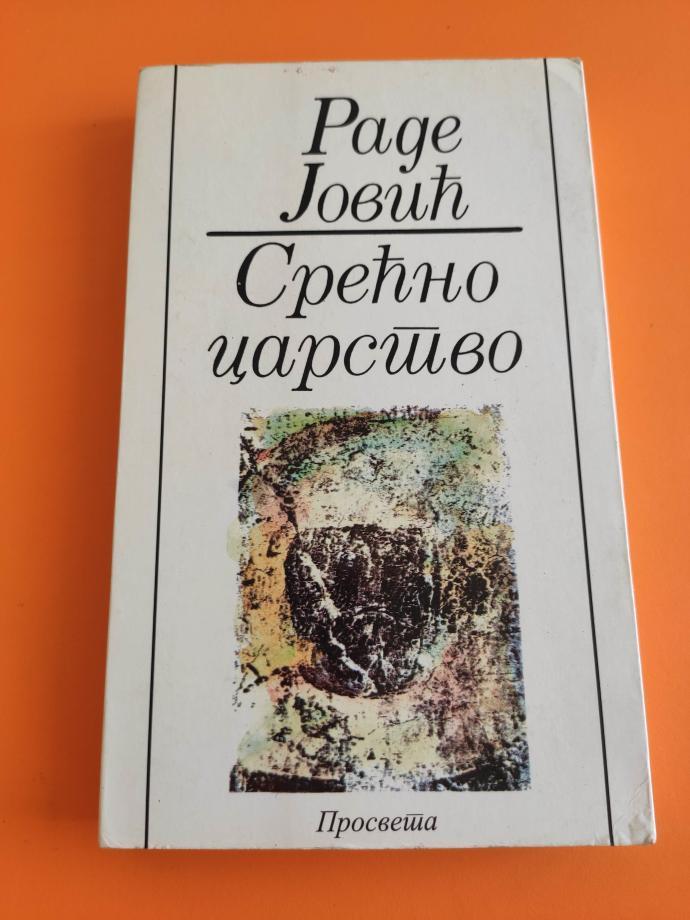 Раде
Јовић
Срећно
царство
Просвета